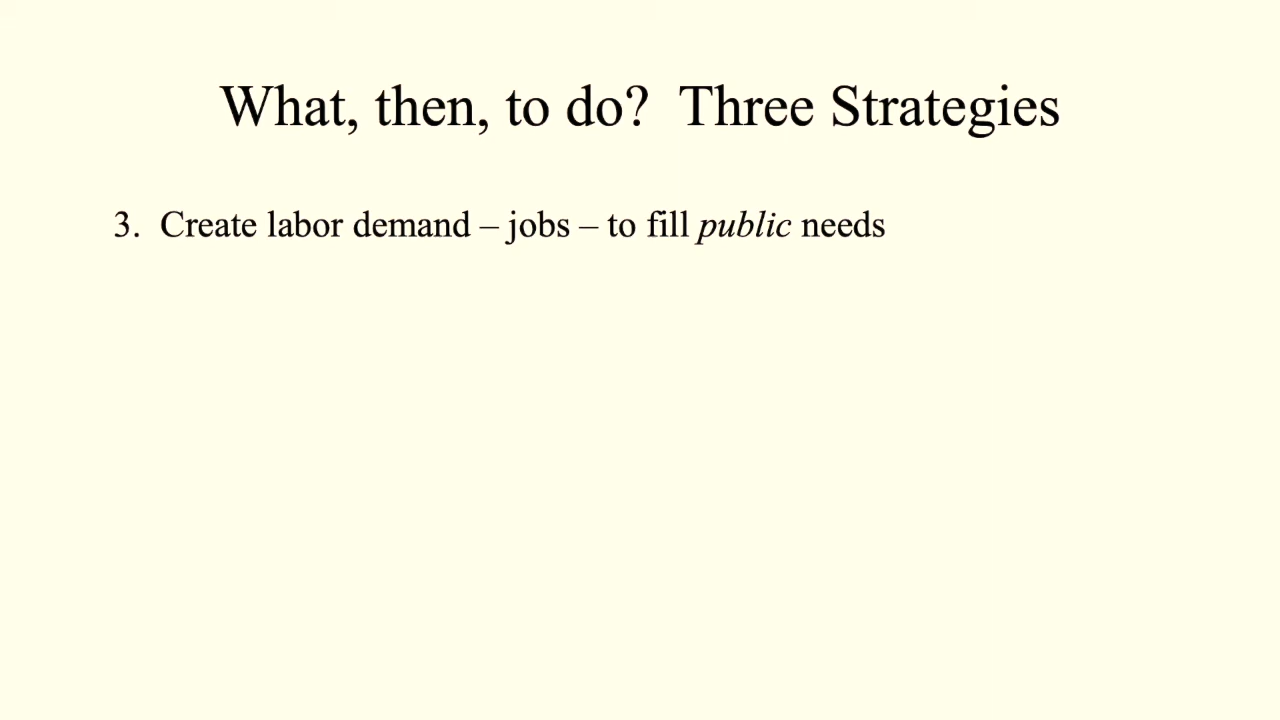 What, then, to do?  Three Strategies
3.  Create labor demand – jobs – to fill public needs